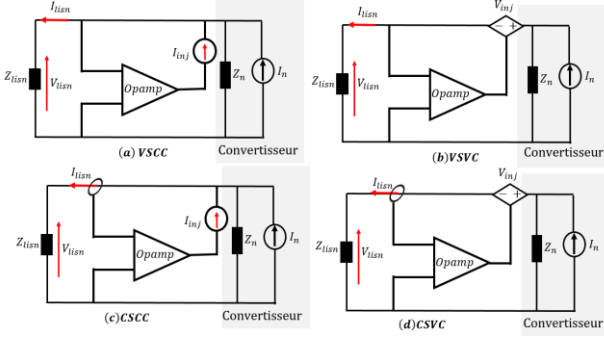 I_lisn
I_inj
Z_lisn
V_lisn
Opamp
Z_n
I_n
(a) VSCC
Convertisseur
I_lisn
V_inj
- +
Z_lisn
V_lisn
Opamp
Z_n
I_n
(b)VSVC
Convertisseur
I_lisn
I_inj
Z_lisn
V_lisn
Opamp
Z_n
I_n
(c)CSCC
Convertisseur
I_lisn
V_inj
- +
Z_lisn
V_lisn
Opamp
Z_n
I_n
(d)CSVC
Convertisseur